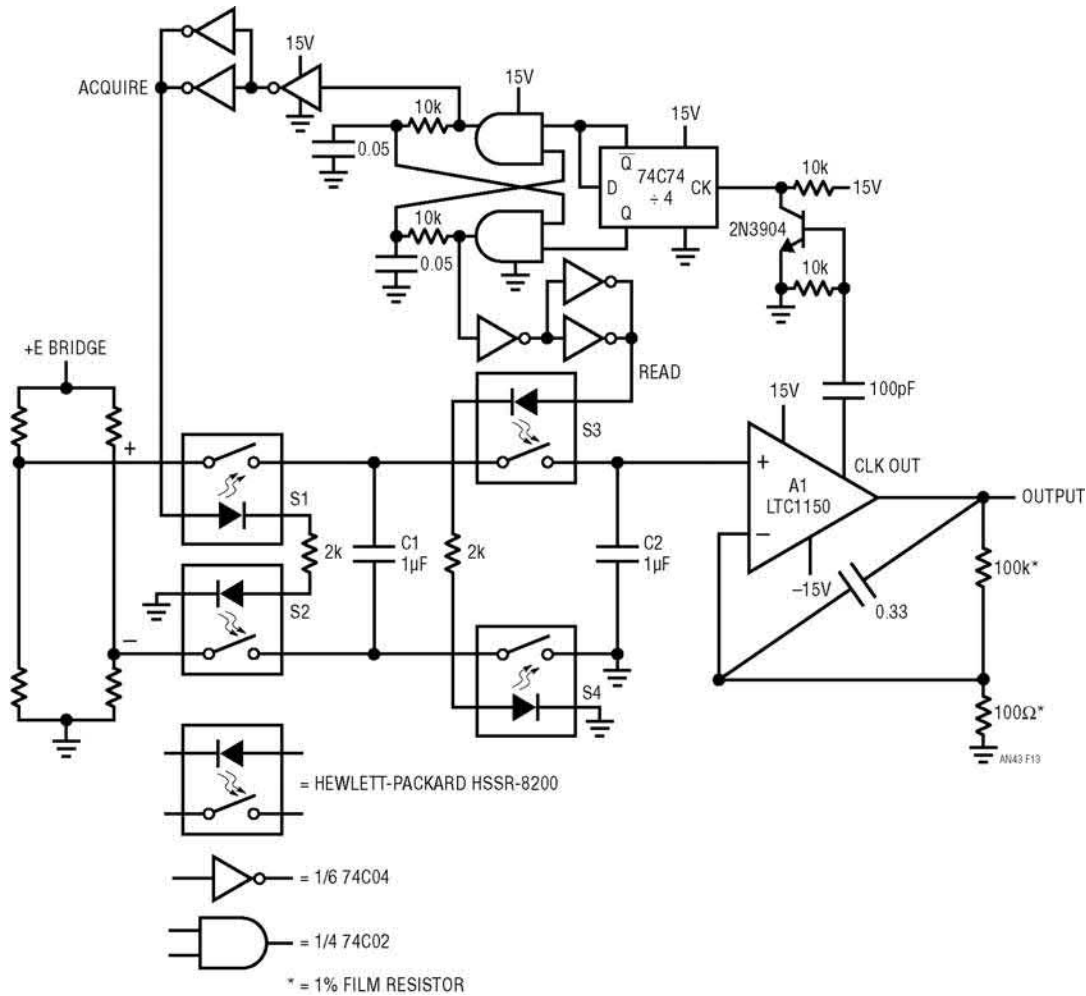 15V
ACQUIRE
15V
10k
0.05
15V
Q
74C74
D
÷ 4
CK
Q
10k
15V
2N3904
10k
0.05
10k
+E BRIDGE
READ
100pF
15V
S3
+
+
CLK OUT
S1
A1
LTC1150
OUTPUT
2k
C1
1µF
2k
C2
1µF
–
–15V
100k*
0.33
S2
–
S4
100Ω*
AN43 F13
= HEWLETT-PACKARD HSSR-8200
= 1/6 74C04
= 1/4 74C02
* = 1% FILM RESISTOR